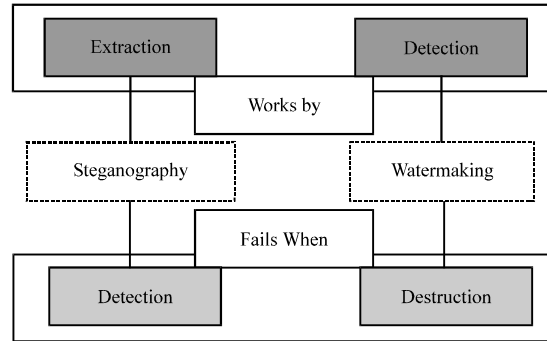 Extraction
Detection
Works by
Steganography
Watermaking
Fails When
Detection
Destruction